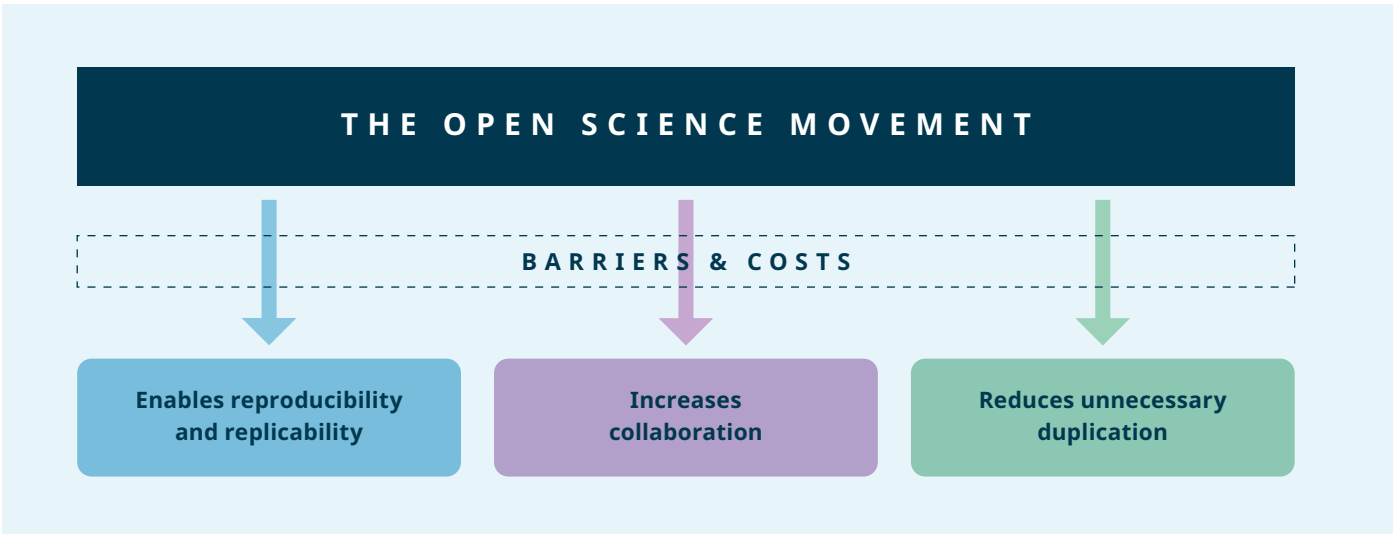 THE OPEN SCIENCE MOVEMENT
BARRIERS & COSTS
Enables reproducibility
and replicability
Increases
collaboration
Reduces unnecessary
duplication